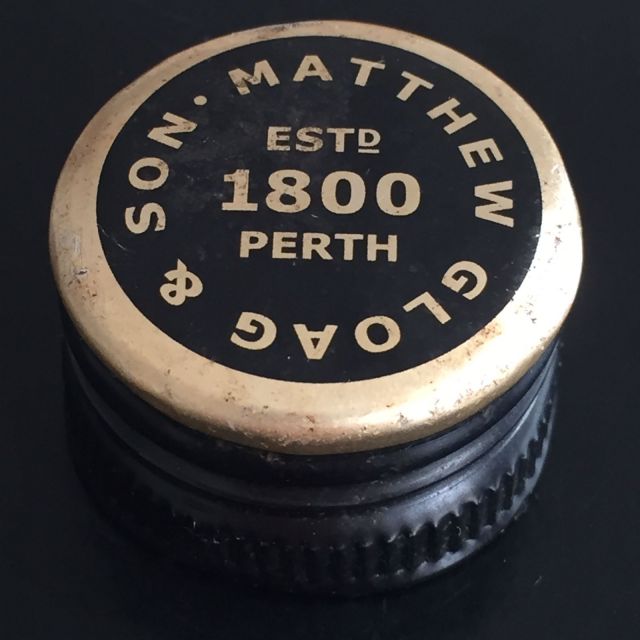 MATTHEW GLOAG & SON·
ESTD
1800
PERTH